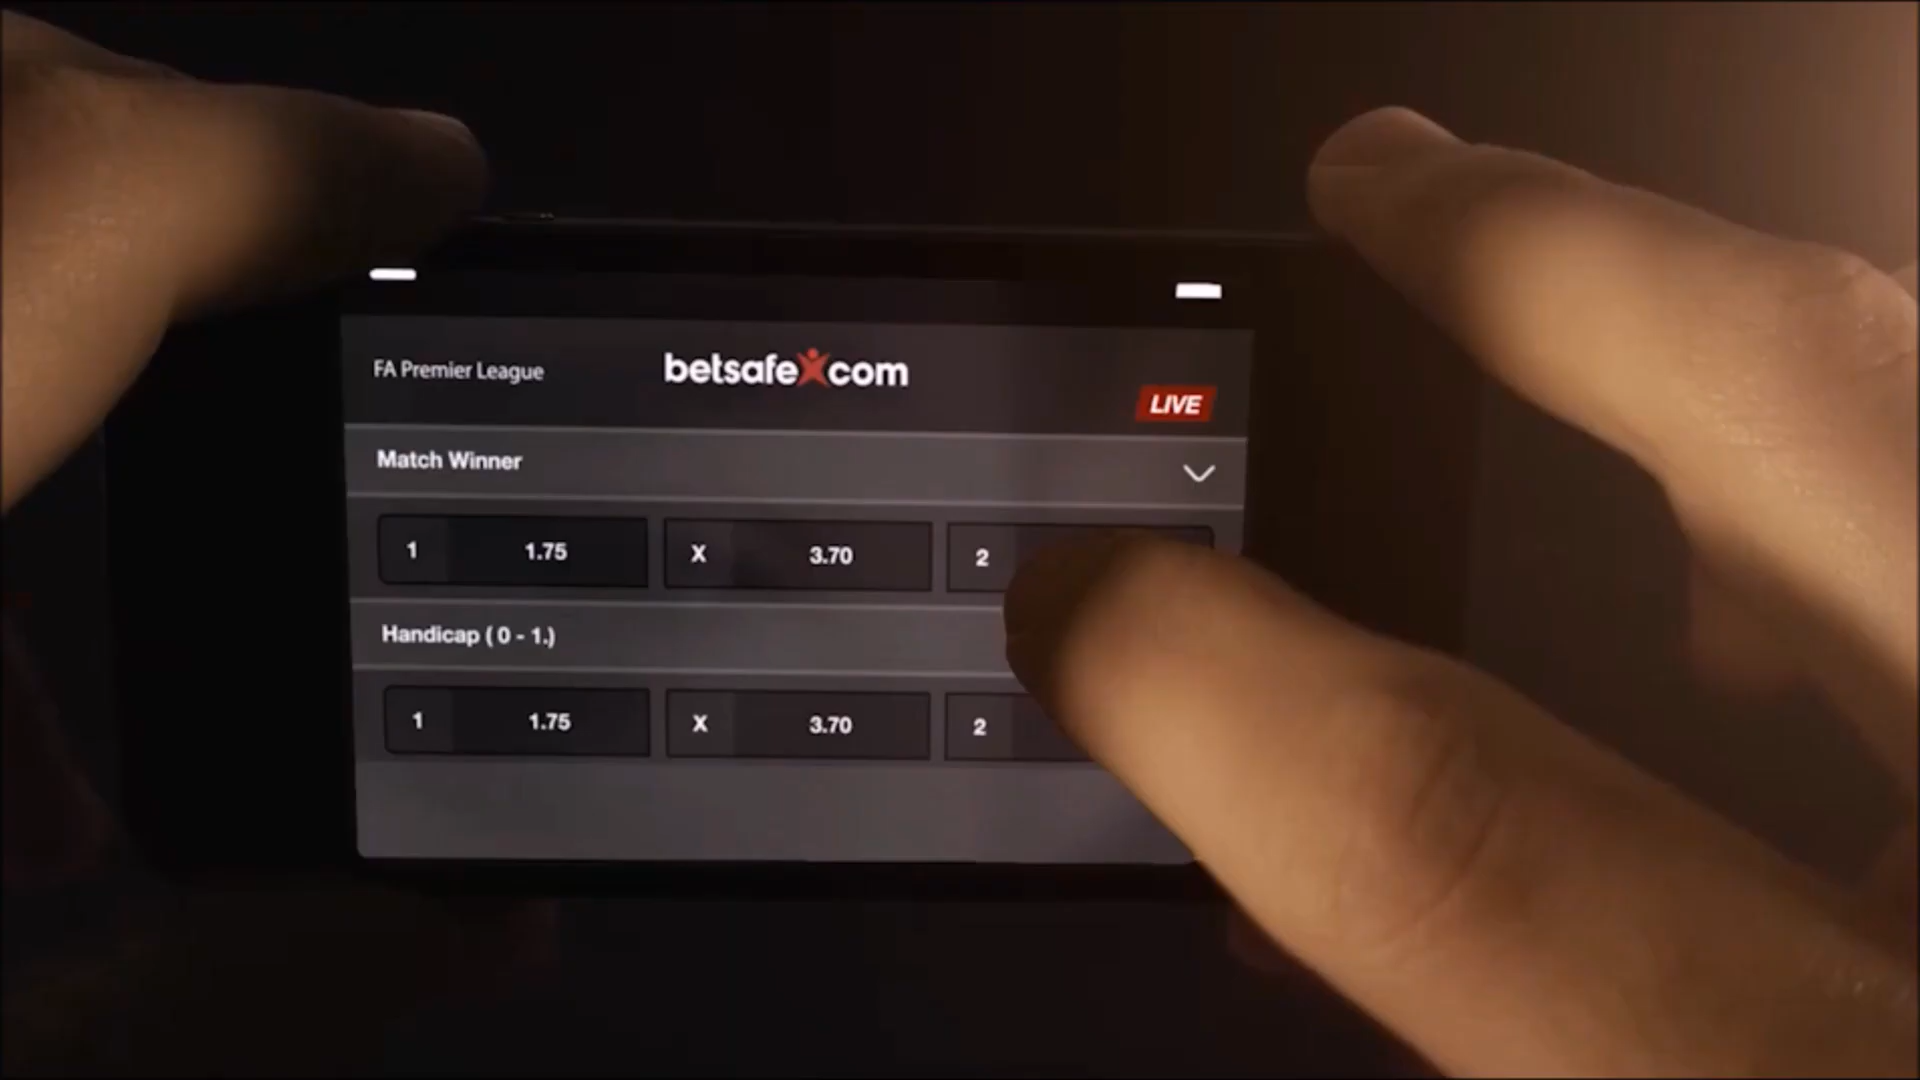 FA Premier League
betsafe com
LIVE
Match Winner
1 1.75 X 3.70 2
Handicap ( 0 - 1.)
1 1.75 X 3.70 2